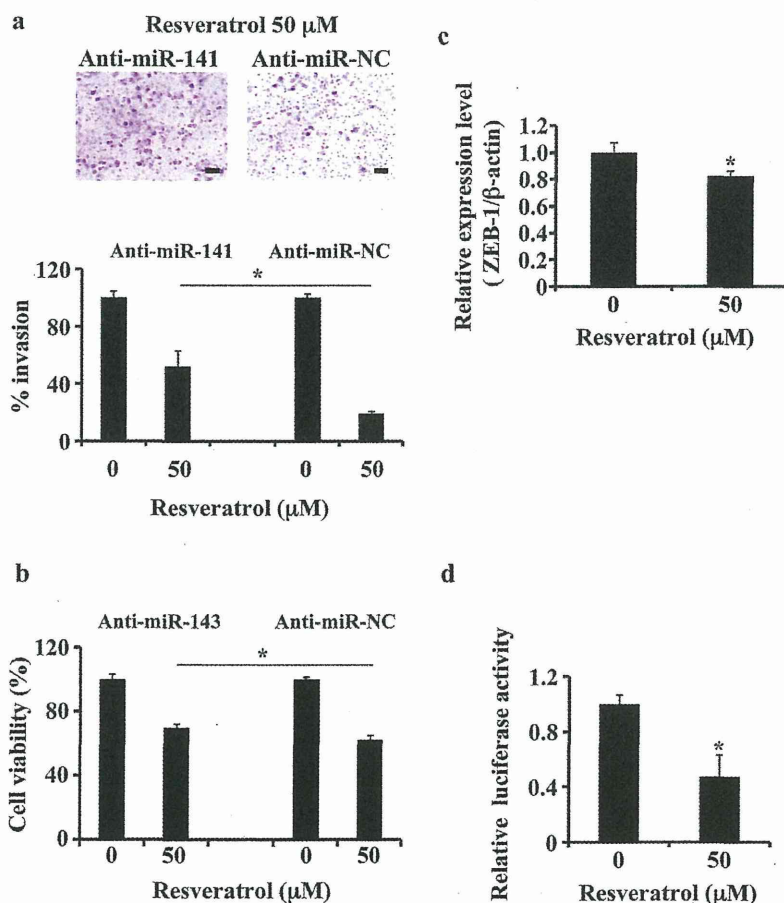 a
Resveratrol 50 μM
Anti-miR-141 Anti-miR-NC
Anti-miR-141 Anti-miR-NC
*
120
80
40
0
% invasion
0 50 0 50
Resveratrol (μM)
b
Anti-miR-143 Anti-miR-NC
*
120
80
40
0
Cell viability (%)
0 50 0 50
Resveratrol (μM)
c
Relative expression level
( ZEB-1/β-actin)
1.2
1.0
0.8
0.6
0.4
0.2
0
*
0 50
Resveratrol (μM)
d
Relative luciferase activity
1.2
0.8
0.4
0
*
0 50
Resveratrol (μM)